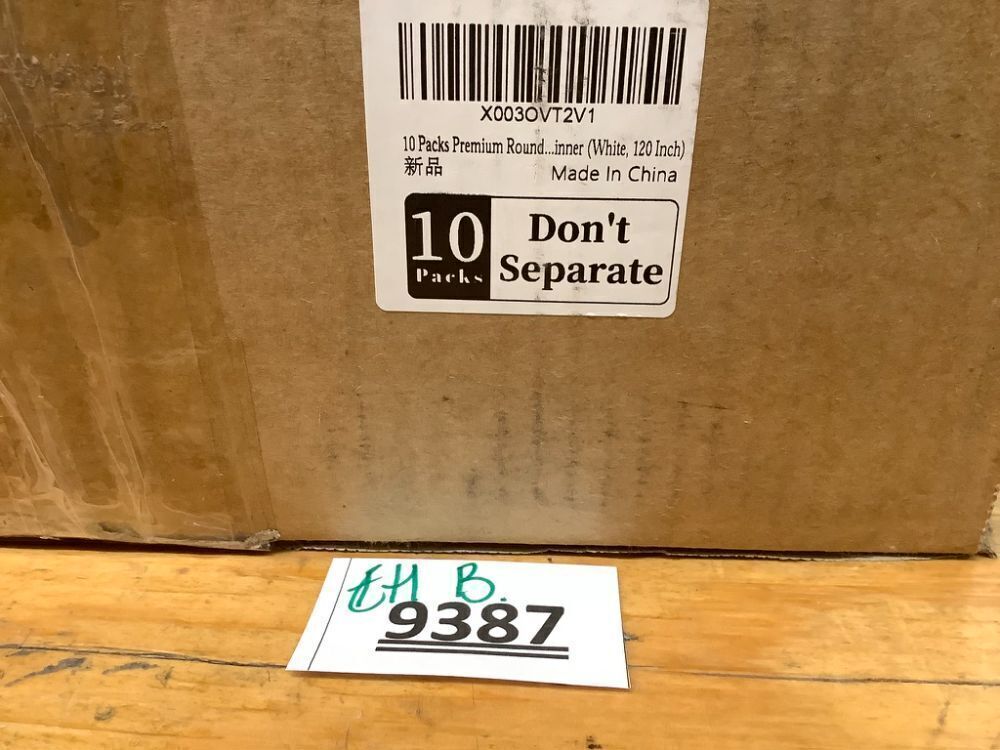 X003OVT2V1
10 Packs Premium Round...inner (White, 120 Inch)
新品
Made In China
10
Packs
Don't
Separate
EH B.
9387